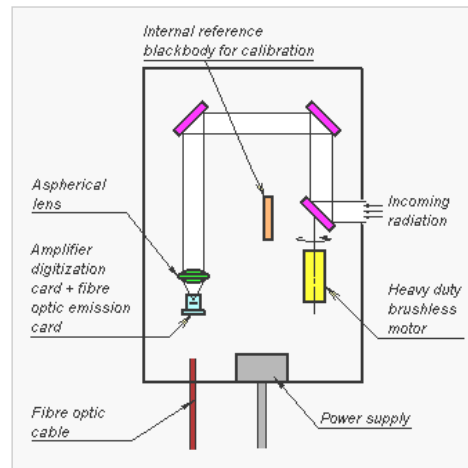 Internal reference
blackbody for calibration
Aspherical
lens
Incoming
radiation
Amplifier
digitization
card + fibre
optic emission
card
Heavy duty
brushless
motor
Fibre optic
cable
Power supply